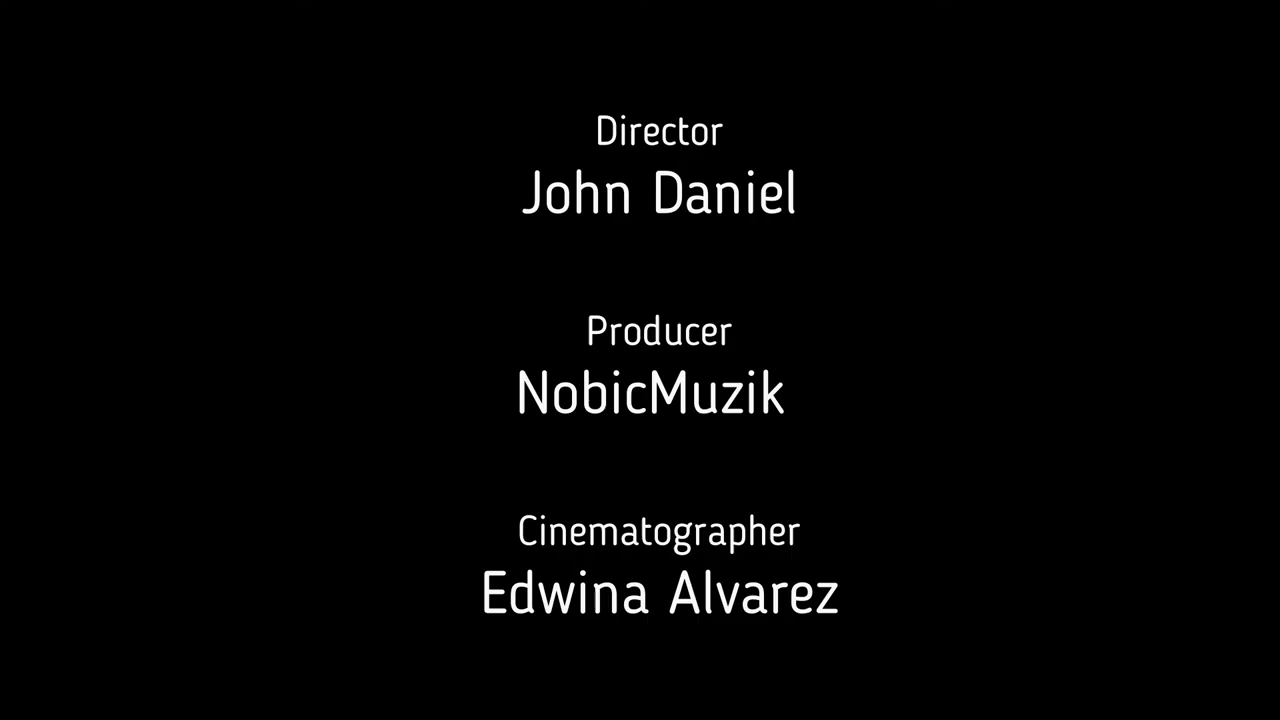 Director
John Daniel
Producer
NobicMuzik
Cinematographer
Edwina Alvarez